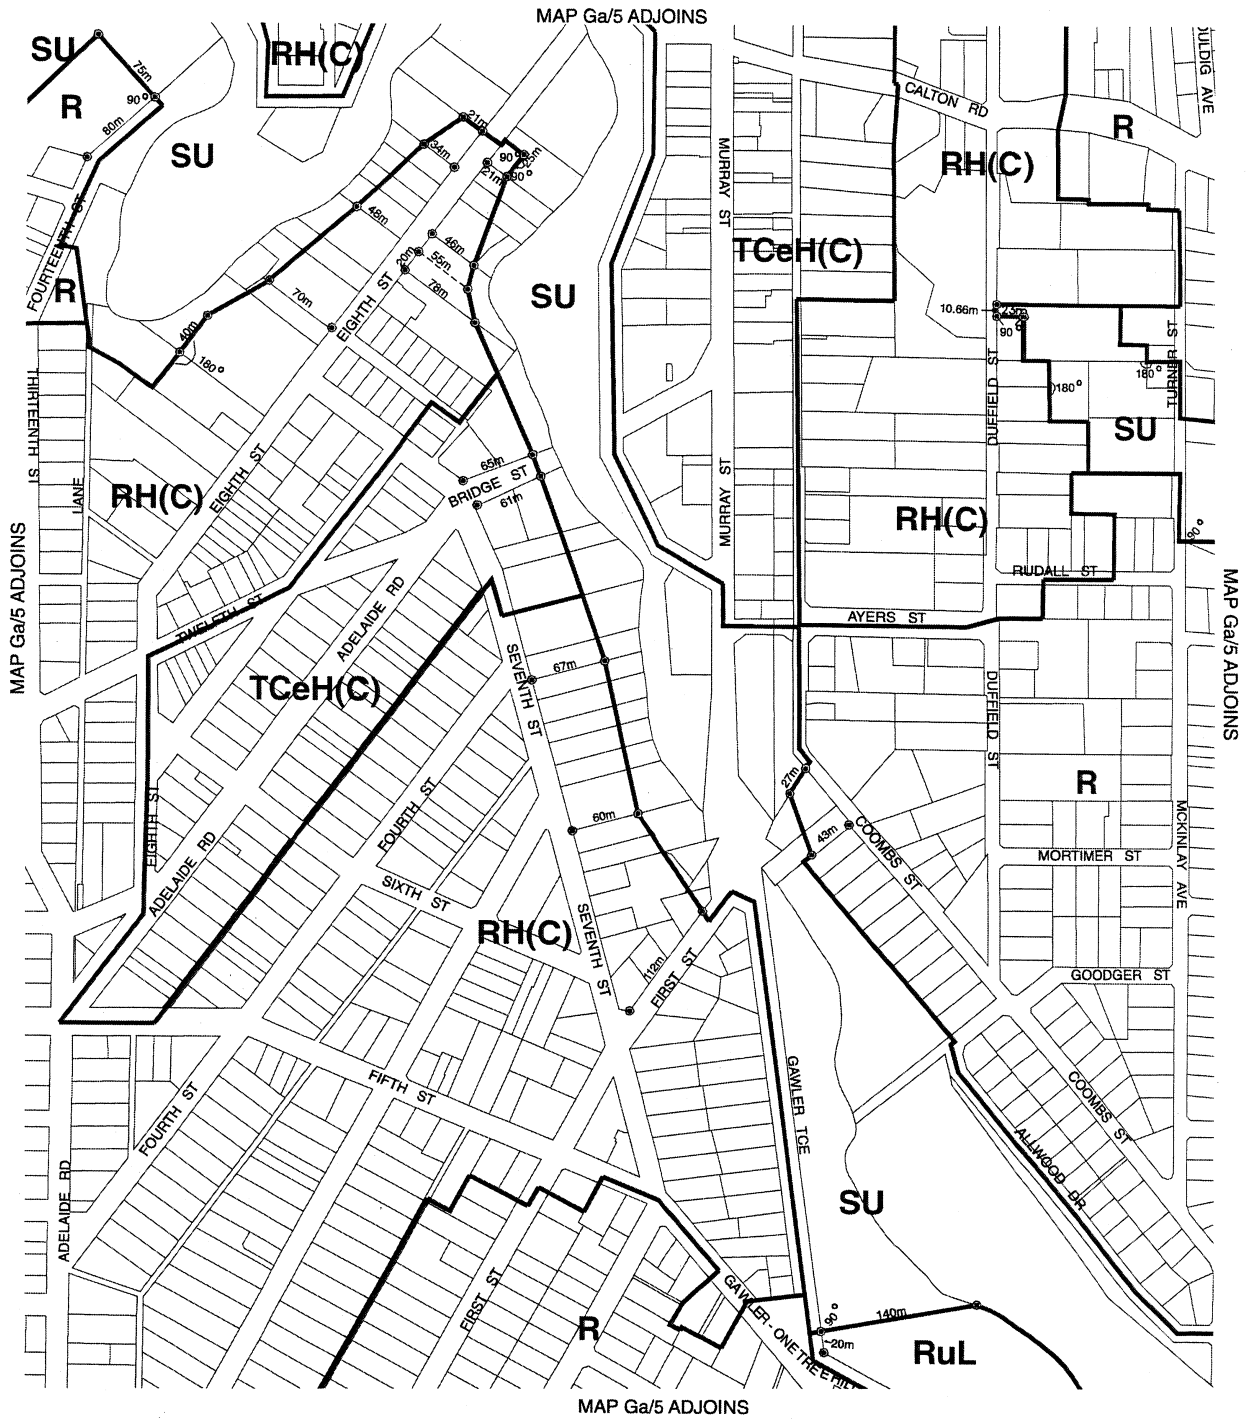 MAP Ga/5 ADJOINS
SU
RH(C)
75m
R
90°
80m
SU
21m
34m
90°
25m
21m
90°
CALTON RD
R
RH(C)
MURRAY ST
FOURTEENTH ST
48m
46m
20m
55m
78m
TCeH(C)
R
70m
EIGHTH ST
SU
40m
180°
10.66m
23m
90
TURNER ST
180°
180°
DUFFIELD ST
THIRTEENTH ST
SU
EIGHTH ST
65m
BRIDGE ST
61m
LANE
RH(C)
MURRAY ST
RH(C)
90°
MAP Ga/5 ADJOINS
MAP Ga/5 ADJOINS
RUDALL ST
AYERS ST
TWELFTH ST
ADELAIDE RD
SEVENTH ST
67m
TCeH(C)
DUFFIELD ST
27m
R
EIGHTH ST
FOURTH ST
60m
43m
COOMBS ST
MORTIMER ST
MCKINLAY AVE
ADELAIDE RD
SIXTH ST
RH(C)
SEVENTH ST
112m
FIRST ST
GOODGER ST
FIFTH ST
GAWLER TCE
COOMBS ST
FOURTH ST
ADELAIDE RD
ALLWOOD DR
SU
FIRST ST
R
GAWLER - ONE TREE HILL
90°
140m
20m
RuL
MAP Ga/5 ADJOINS